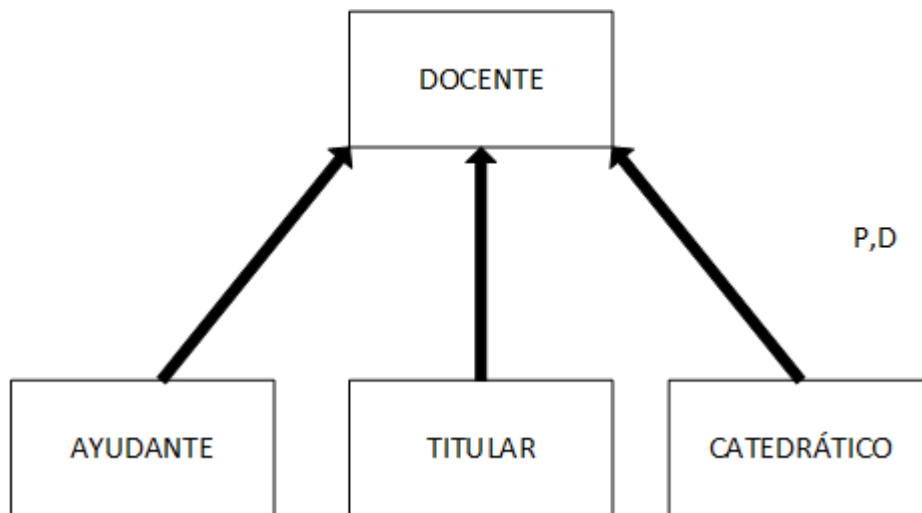 DOCENTE
P,D
AYUDANTE
TITULAR
CATEDRÁTICO